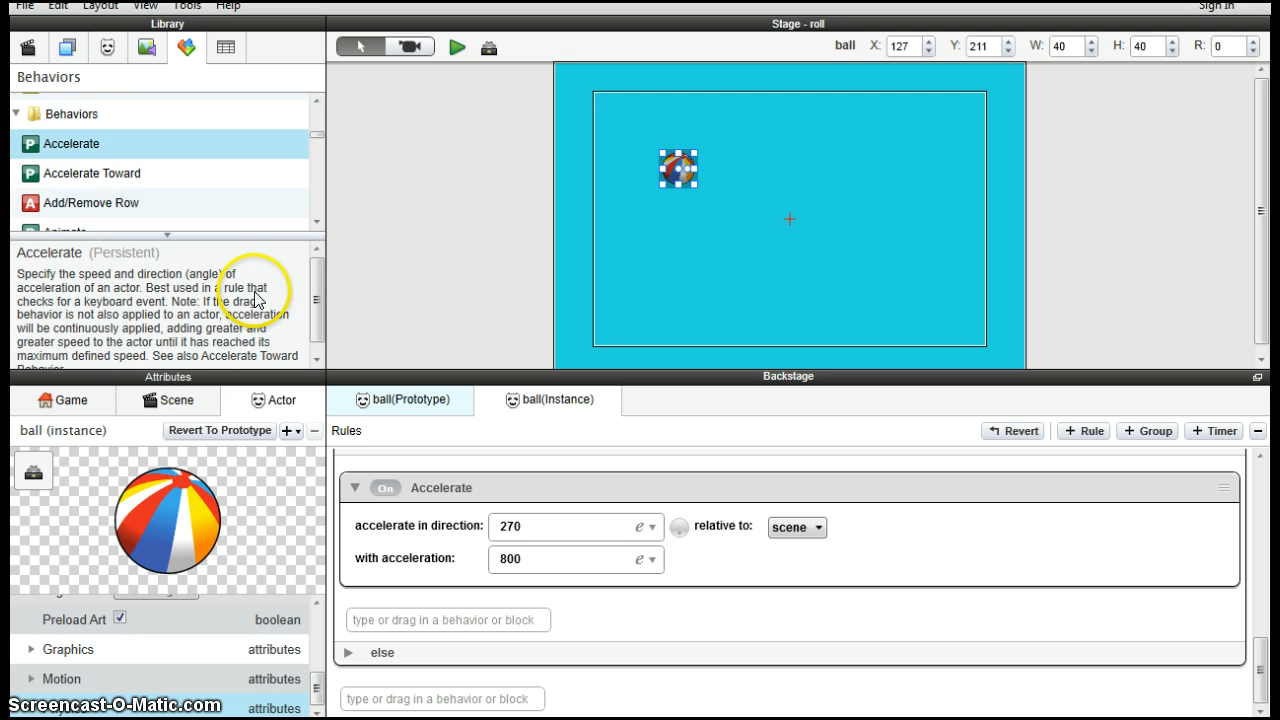 File Edit Layout View Tools Help Sign In
Library
Stage - roll
ball X: 127 Y: 211 W: 40 H: 40 R: 0
Behaviors
Behaviors
P Accelerate
P Accelerate Toward
A Add/Remove Row
Animate
Accelerate (Persistent)
Specify the speed and direction (angle) of
acceleration of an actor. Best used in a rule that
checks for a keyboard event. Note: If the drag
behavior is not also applied to an actor, acceleration
will be continuously applied, adding greater and
greater speed to the actor until it has reached its
maximum defined speed. See also Accelerate Toward
Behavior.
Attributes
Backstage
Game Scene Actor
ball(Prototype) ball(Instance)
ball (instance) Revert To Prototype + −
Rules Revert + Rule + Group + Timer −
On Accelerate
accelerate in direction: 270 e relative to: scene
with acceleration: 800 e
type or drag in a behavior or block
else
type or drag in a behavior or block
Preload Art boolean
Graphics attributes
Motion attributes
attributes
Screencast-O-Matic.com